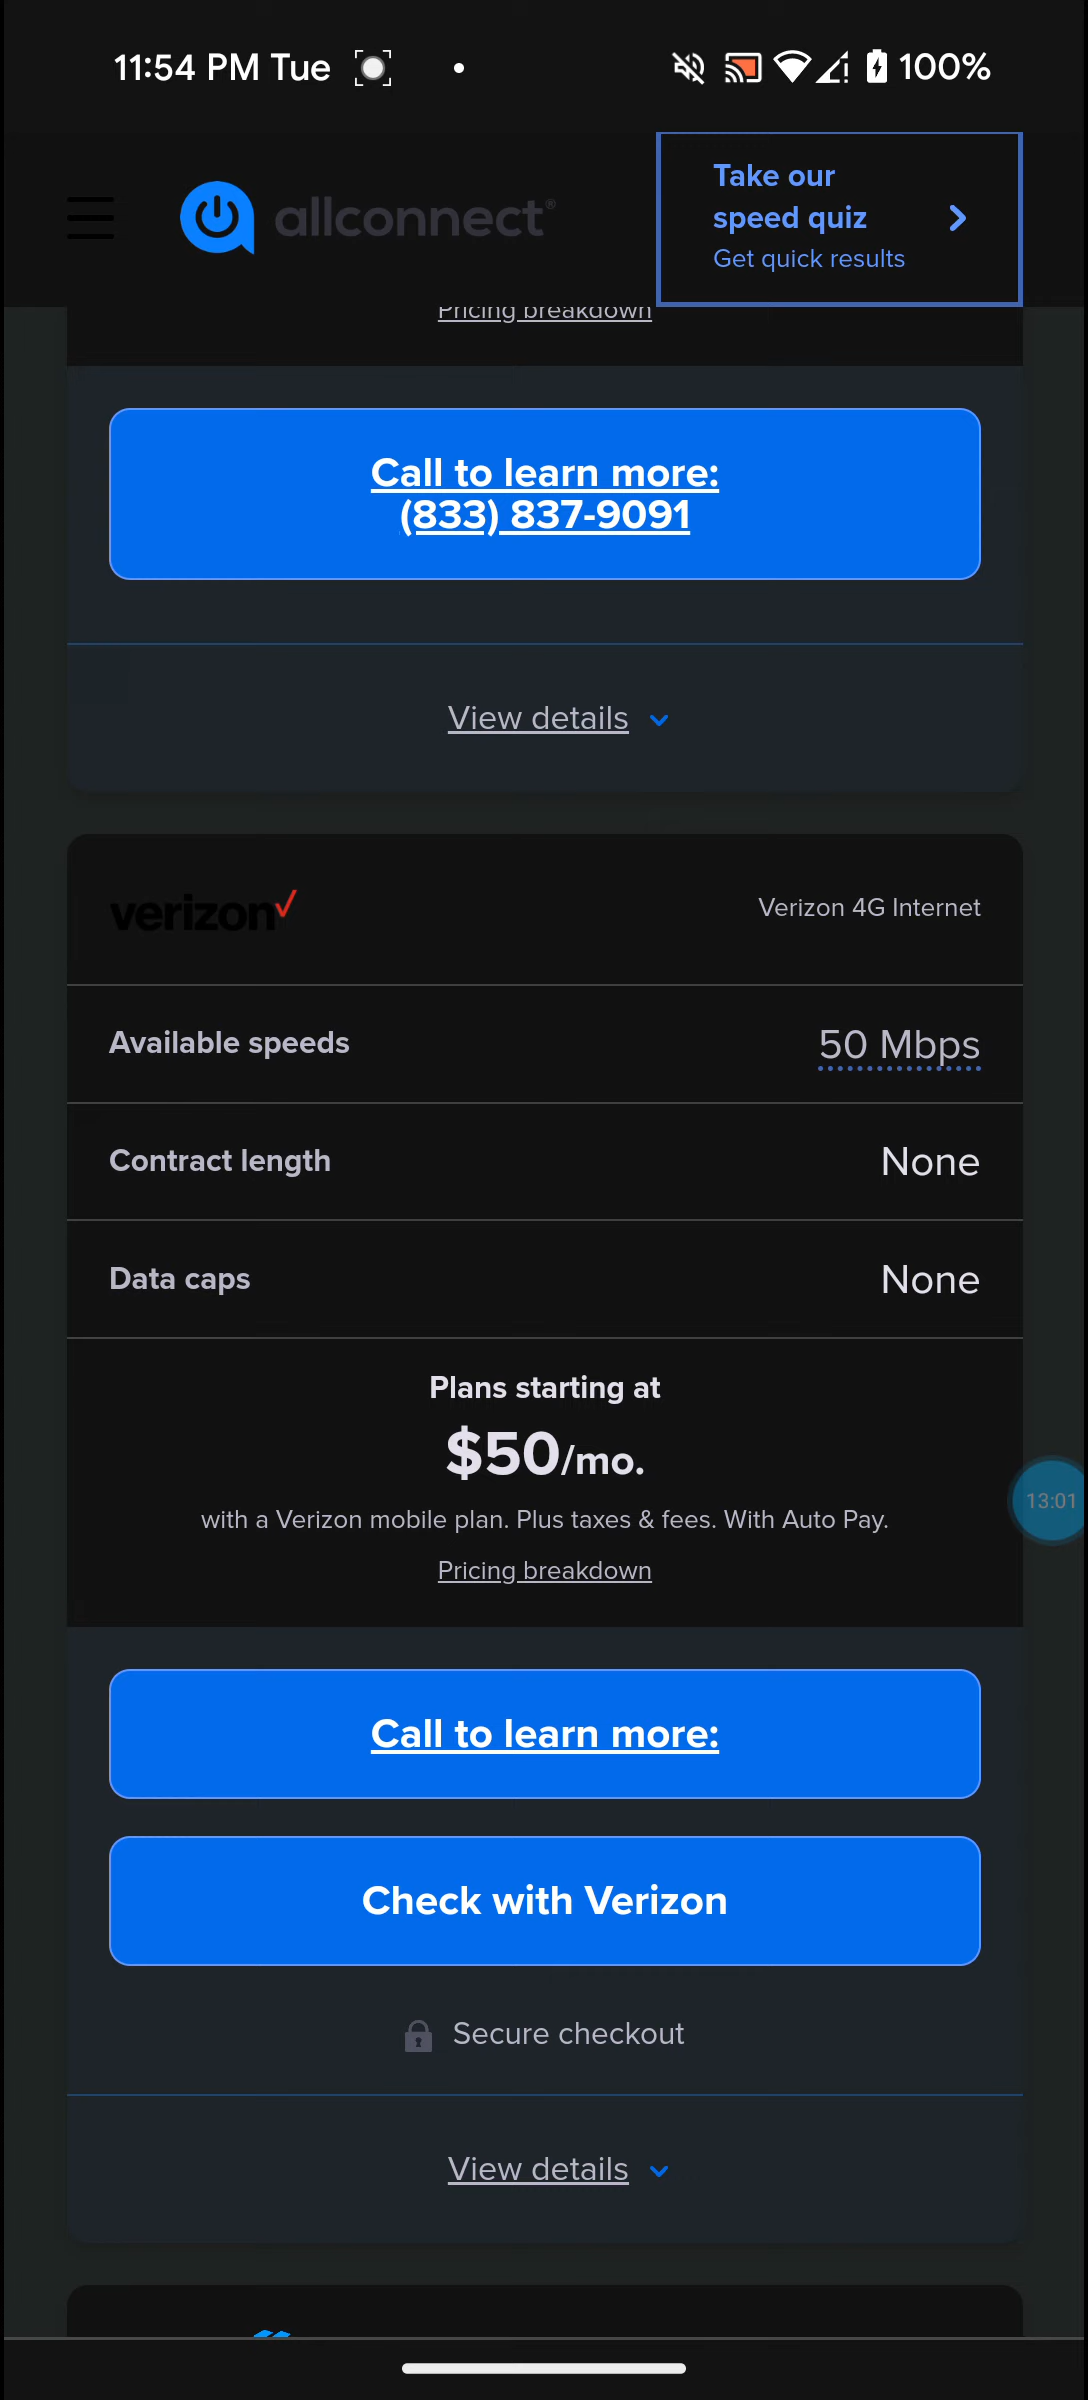 11:54 PM Tue
100%
allconnect®
Take our
speed quiz
Get quick results
Pricing breakdown
Call to learn more:
(833) 837-9091
View details
verizon
Verizon 4G Internet
Available speeds
50 Mbps
Contract length
None
Data caps
None
Plans starting at
$50/mo.
with a Verizon mobile plan. Plus taxes & fees. With Auto Pay.
13:01
Pricing breakdown
Call to learn more:
Check with Verizon
Secure checkout
View details